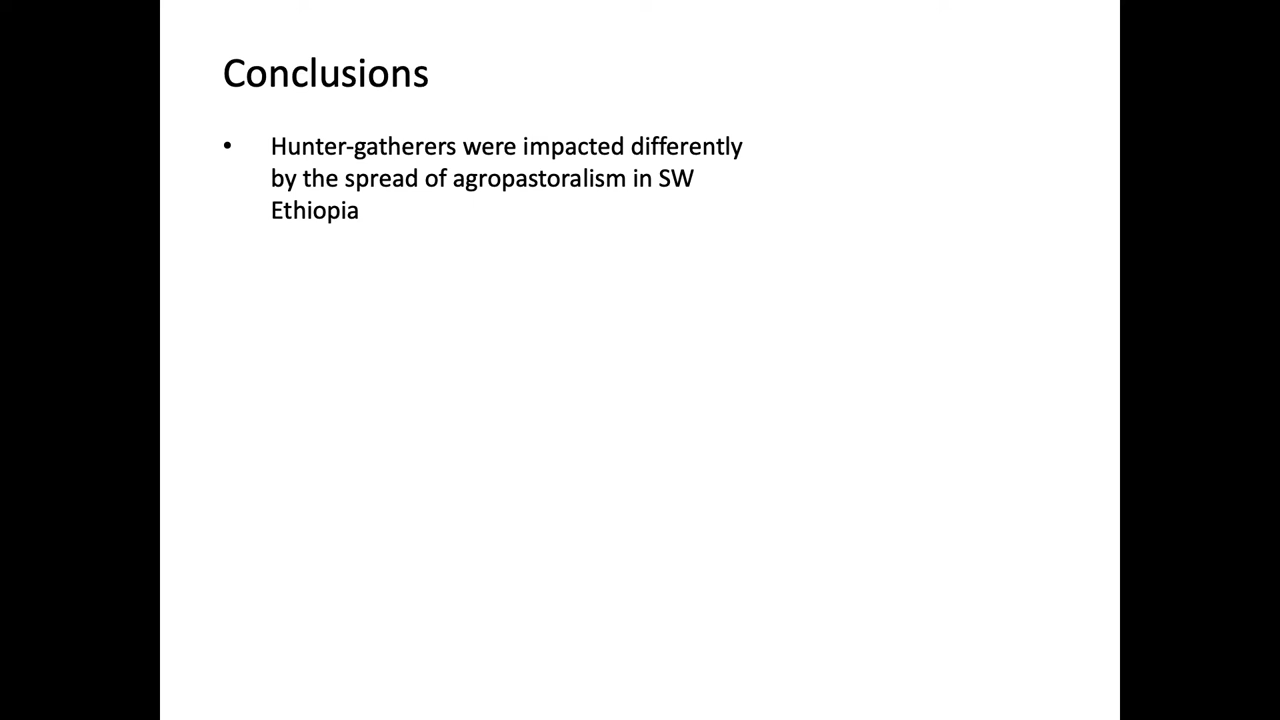 Conclusions
• Hunter-gatherers were impacted differently
by the spread of agropastoralism in SW
Ethiopia